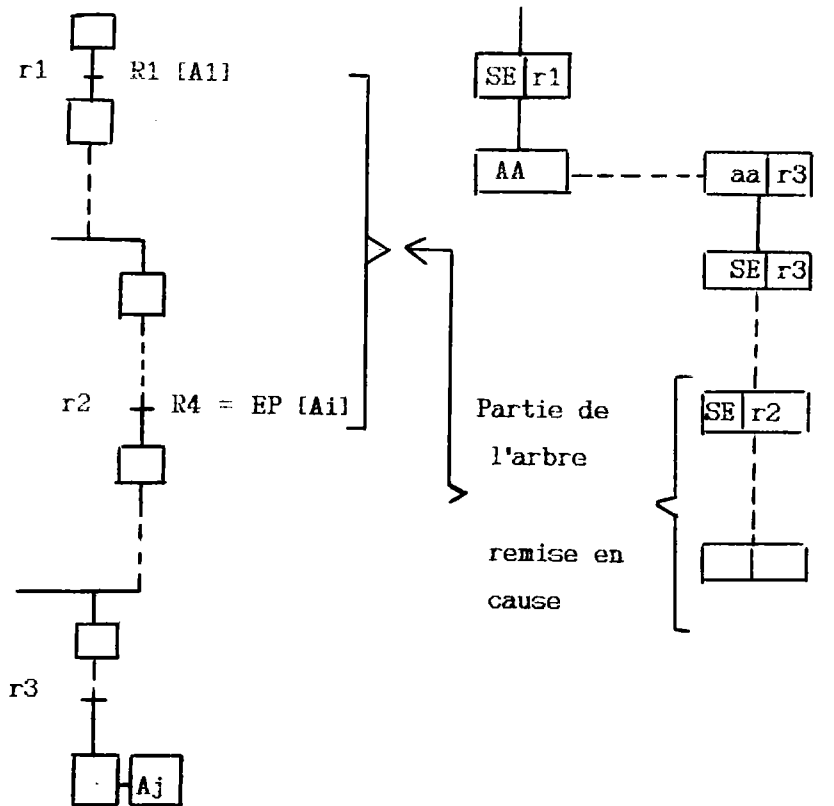 r1 R1 [A1]
SE r1
AA
aa r3
SE r3
r2 R4 = EP [Ai]
Partie de
l'arbre
SE r2
remise en
cause
r3
Aj